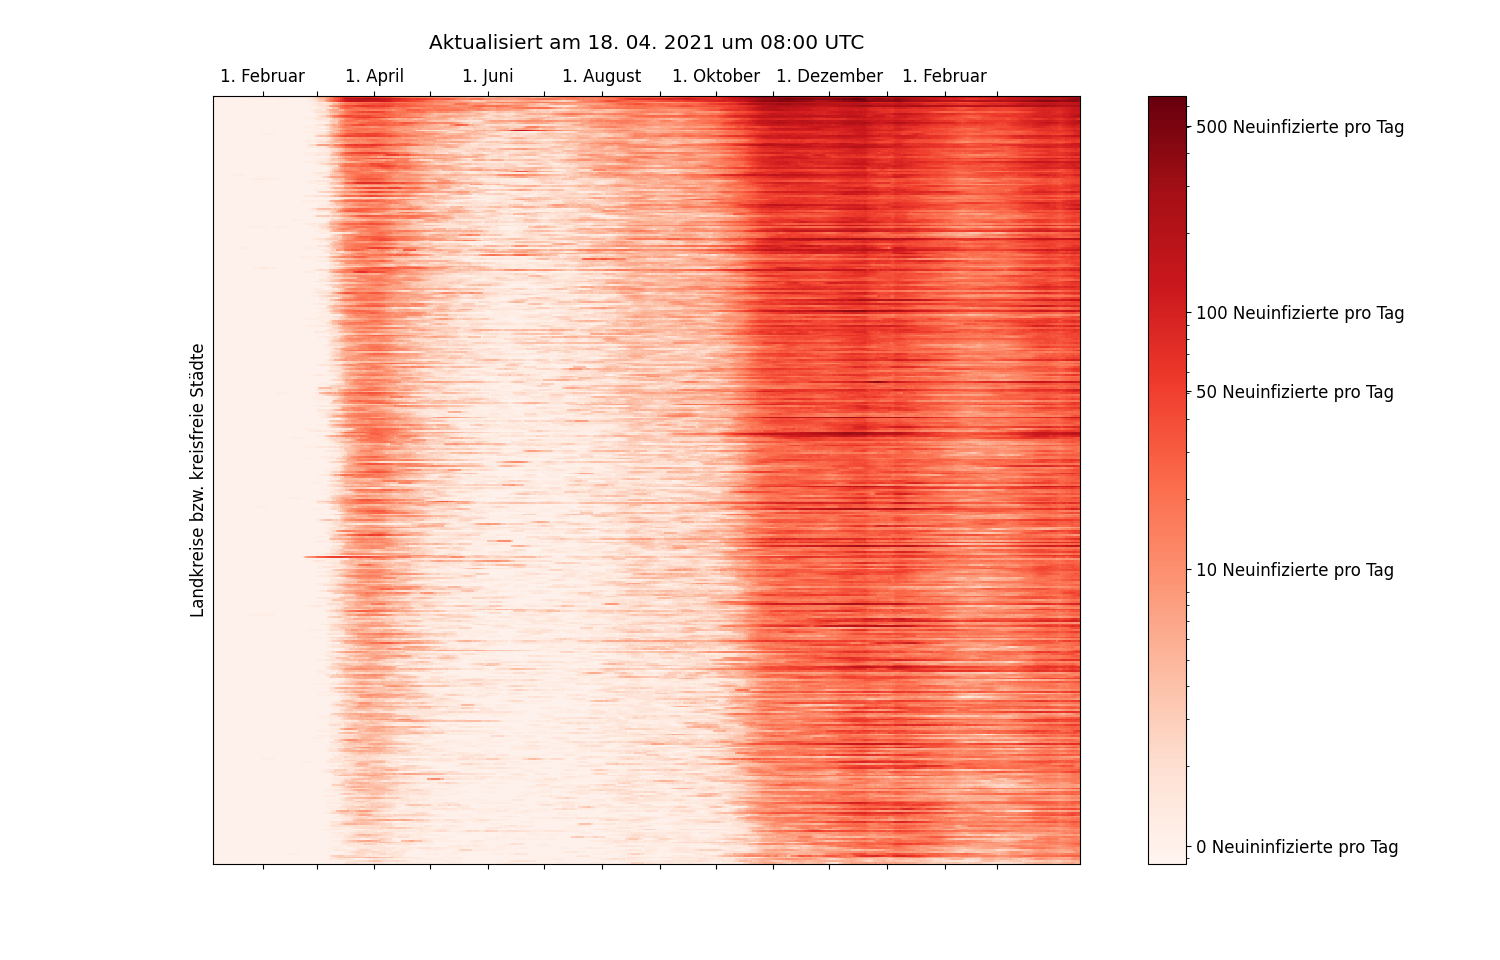 Aktualisiert am 18. 04. 2021 um 08:00 UTC
1. Februar 1. April 1. Juni 1. August 1. Oktober 1. Dezember 1. Februar
Landkreise bzw. kreisfreie Städte
500 Neuinfizierte pro Tag
100 Neuinfizierte pro Tag
50 Neuinfizierte pro Tag
10 Neuinfizierte pro Tag
0 Neuininfizierte pro Tag